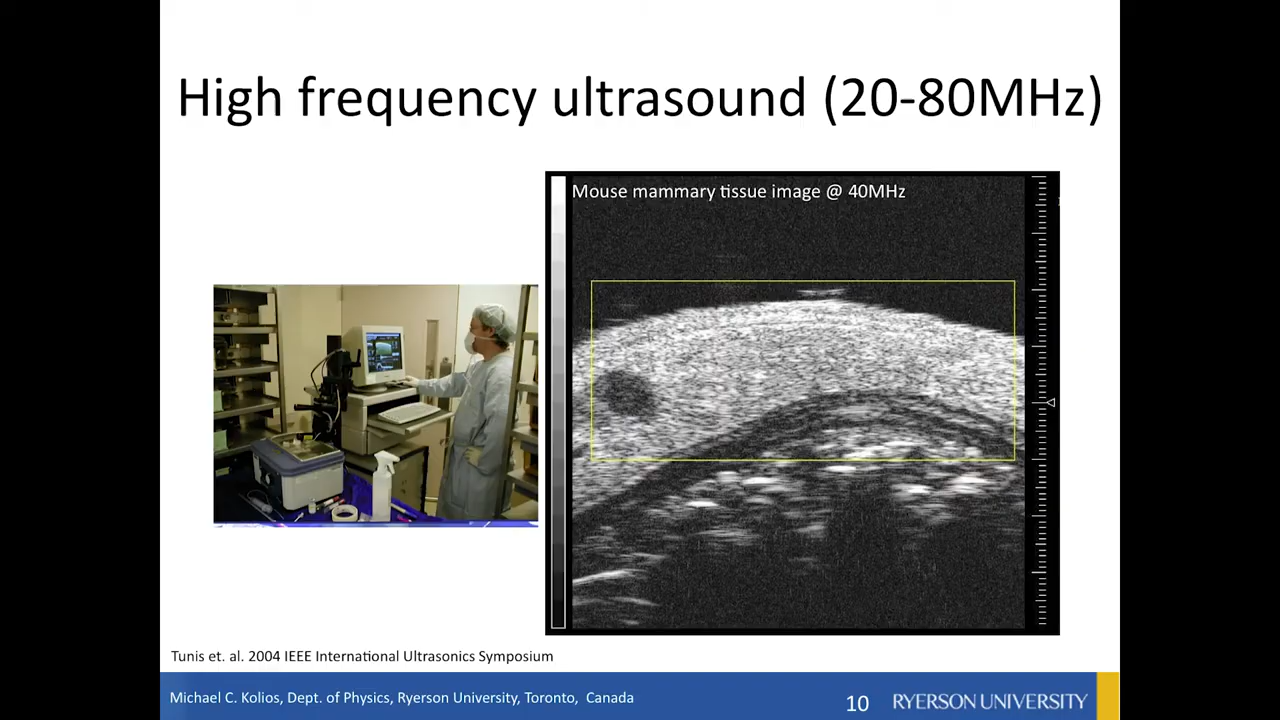 High frequency ultrasound (20-80MHz)
Mouse mammary tissue image @ 40MHz
Tunis et. al. 2004 IEEE International Ultrasonics Symposium
Michael C. Kolios, Dept. of Physics, Ryerson University, Toronto, Canada
10
RYERSON UNIVERSITY